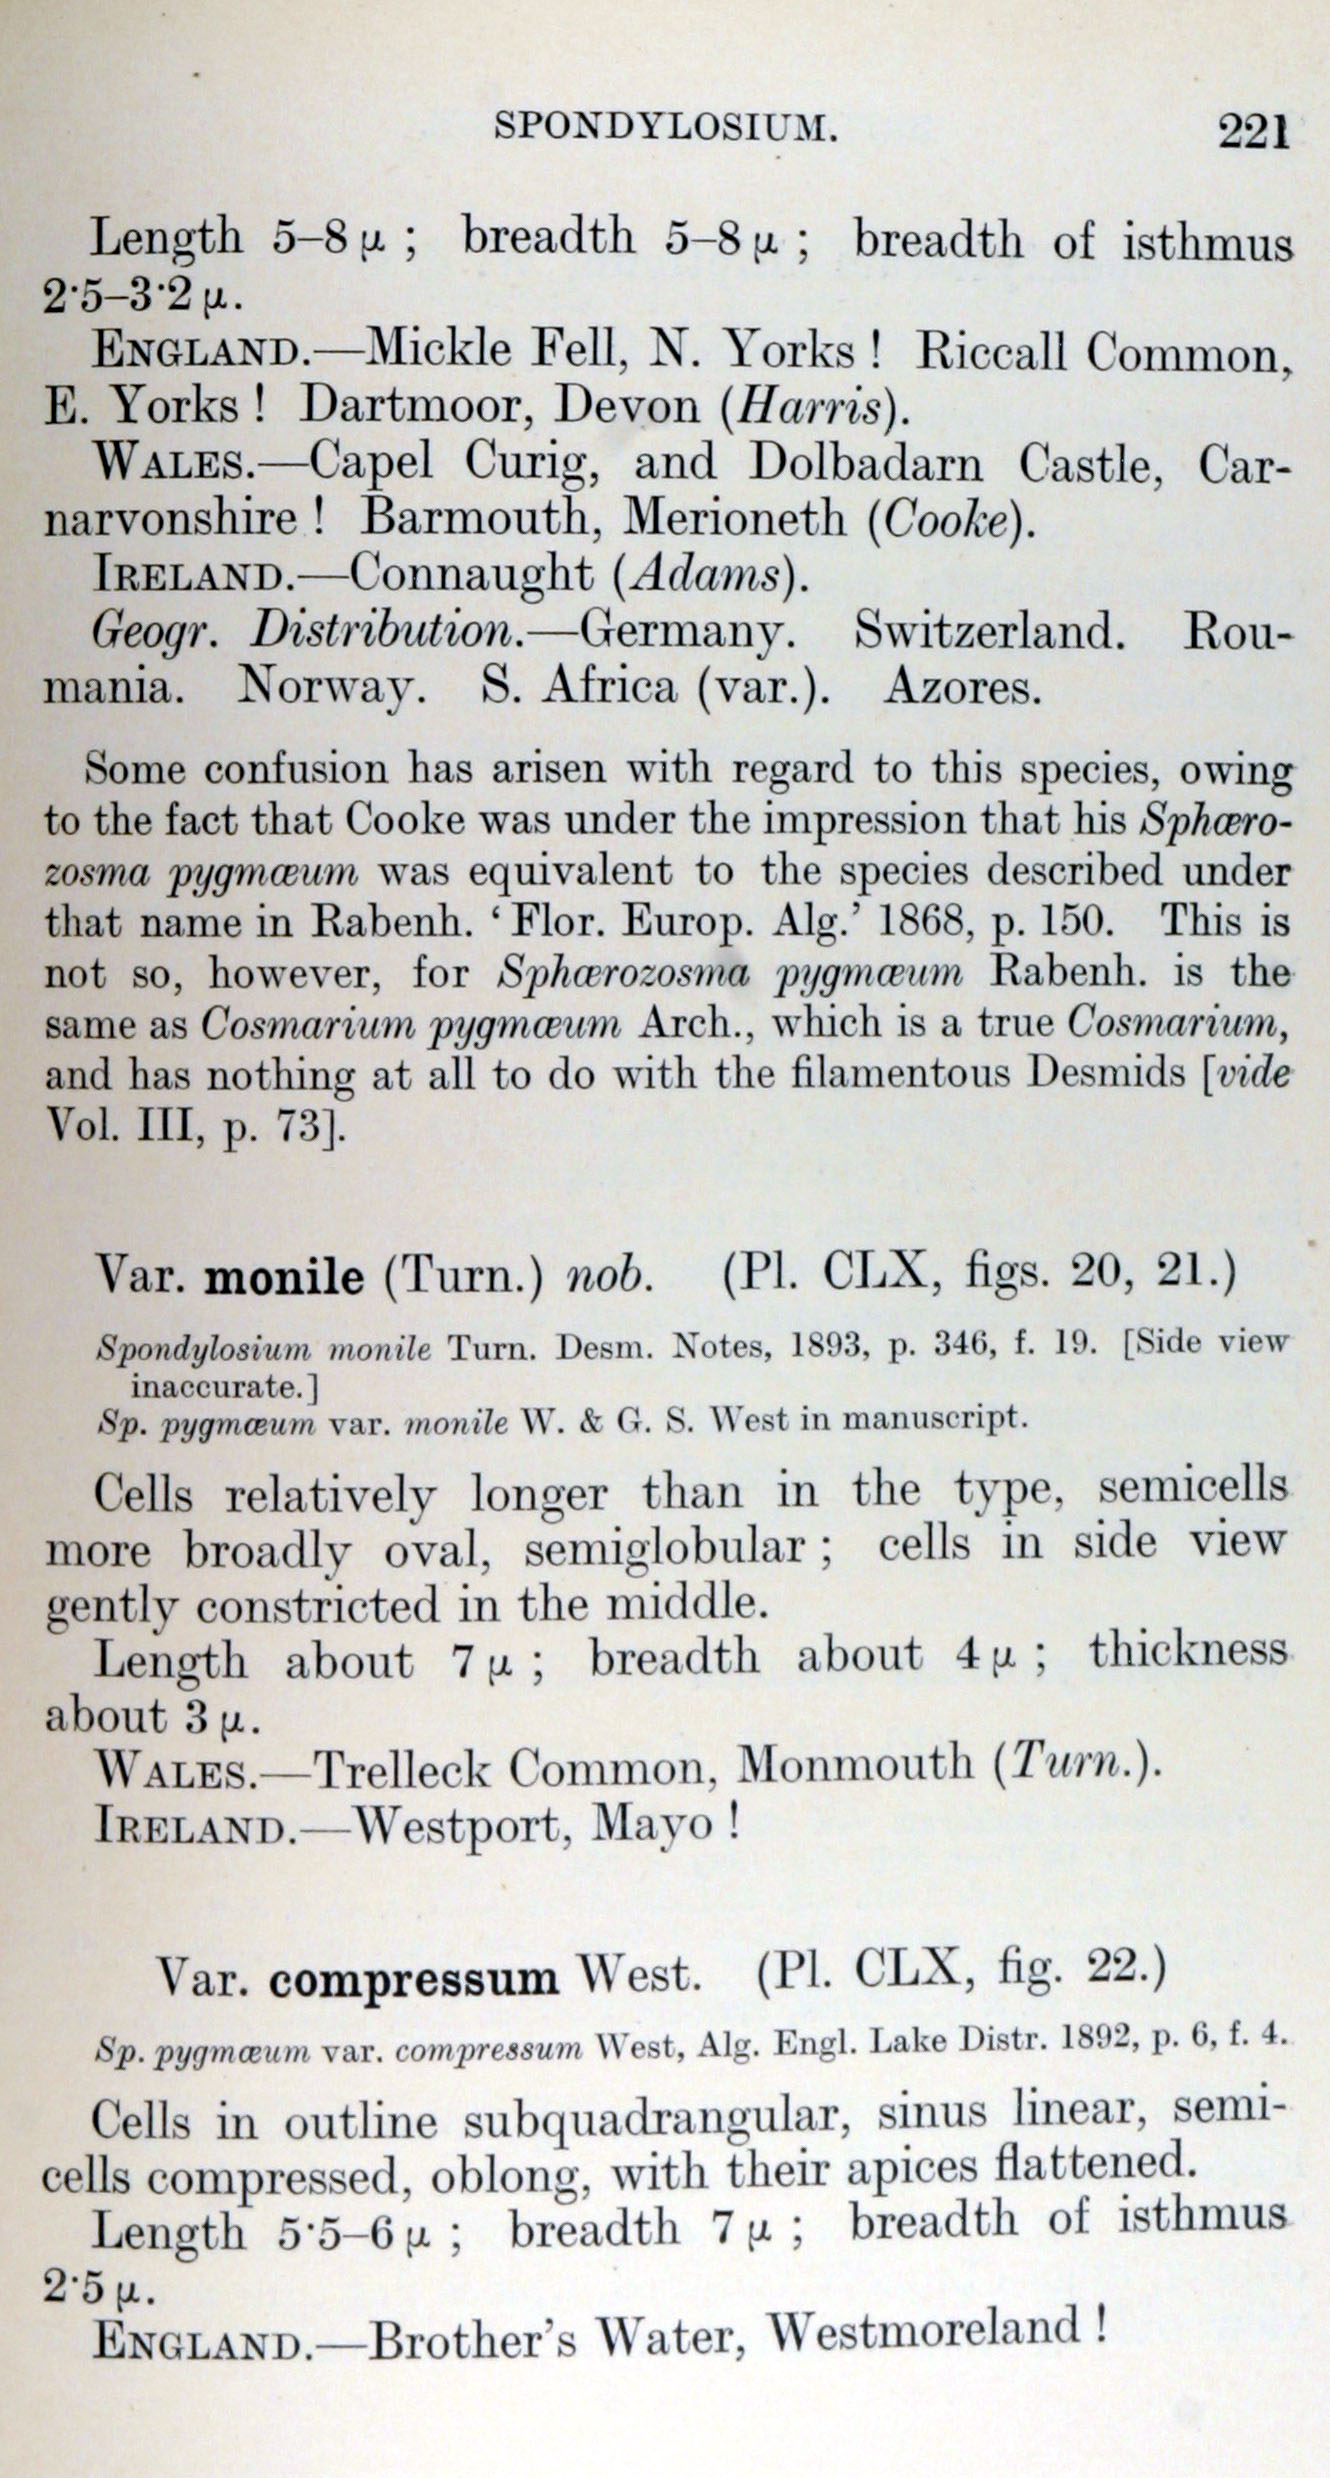 SPONDYLOSIUM. 221
Length 5–8 µ ; breadth 5–8 µ ; breadth of isthmus
2·5–3·2 µ.
ENGLAND.—Mickle Fell, N. Yorks ! Riccall Common,
E. Yorks ! Dartmoor, Devon (Harris).
WALES.—Capel Curig, and Dolbadarn Castle, Car-
narvonshire ! Barmouth, Merioneth (Cooke).
IRELAND.—Connaught (Adams).
Geogr. Distribution.—Germany. Switzerland. Rou-
mania. Norway. S. Africa (var.). Azores.
Some confusion has arisen with regard to this species, owing
to the fact that Cooke was under the impression that his Sphæro-
zosma pygmæum was equivalent to the species described under
that name in Rabenh. ‘ Flor. Europ. Alg.’ 1868, p. 150. This is
not so, however, for Sphærozosma pygmæum Rabenh. is the
same as Cosmarium pygmæum Arch., which is a true Cosmarium,
and has nothing at all to do with the filamentous Desmids [vide
Vol. III, p. 73].
Var. monile (Turn.) nob. (Pl. CLX, figs. 20, 21.)
Spondylosium monile Turn. Desm. Notes, 1893, p. 346, f. 19. [Side view
inaccurate.]
Sp. pygmæum var. monile W. & G. S. West in manuscript.
Cells relatively longer than in the type, semicells
more broadly oval, semiglobular ; cells in side view
gently constricted in the middle.
Length about 7 µ ; breadth about 4 µ ; thickness
about 3 µ.
WALES.—Trelleck Common, Monmouth (Turn.).
IRELAND.—Westport, Mayo !
Var. compressum West. (Pl. CLX, fig. 22.)
Sp. pygmæum var. compressum West, Alg. Engl. Lake Distr. 1892, p. 6, f. 4.
Cells in outline subquadrangular, sinus linear, semi-
cells compressed, oblong, with their apices flattened.
Length 5·5–6 µ ; breadth 7 µ ; breadth of isthmus
2·5 µ.
ENGLAND.—Brother’s Water, Westmoreland !